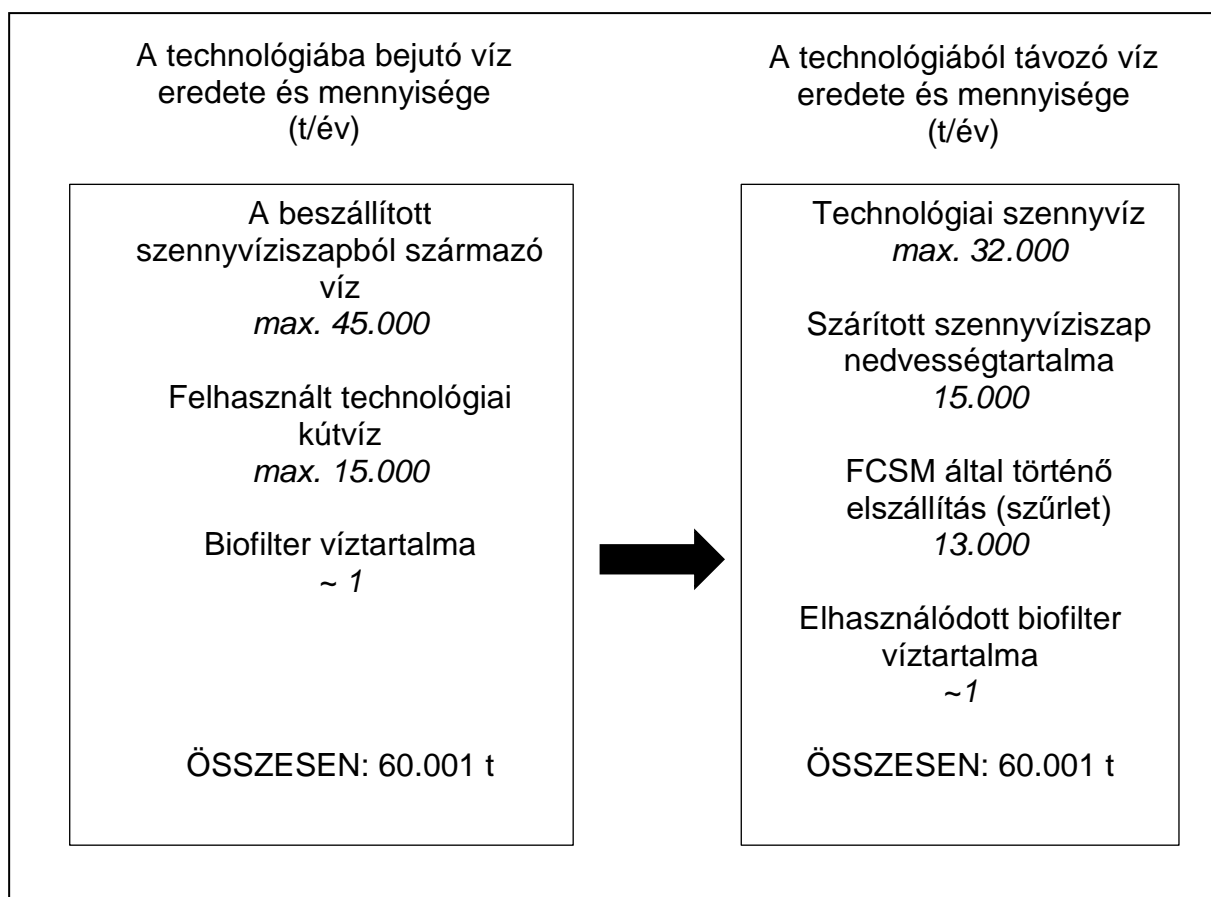 A technológiába bejutó víz
eredete és mennyisége
(t/év)
A beszállított
szennyvíziszapból származó
víz
max. 45.000
Felhasznált technológiai
kútvíz
max. 15.000
Biofilter víztartalma
~ 1
ÖSSZESEN: 60.001 t
A technológiából távozó víz
eredete és mennyisége
(t/év)
Technológiai szennyvíz
max. 32.000
Szárított szennyvíziszap
nedvességtartalma
15.000
FCSM által történő
elszállítás (szűrlet)
13.000
Elhasználódott biofilter
víztartalma
~1
ÖSSZESEN: 60.001 t